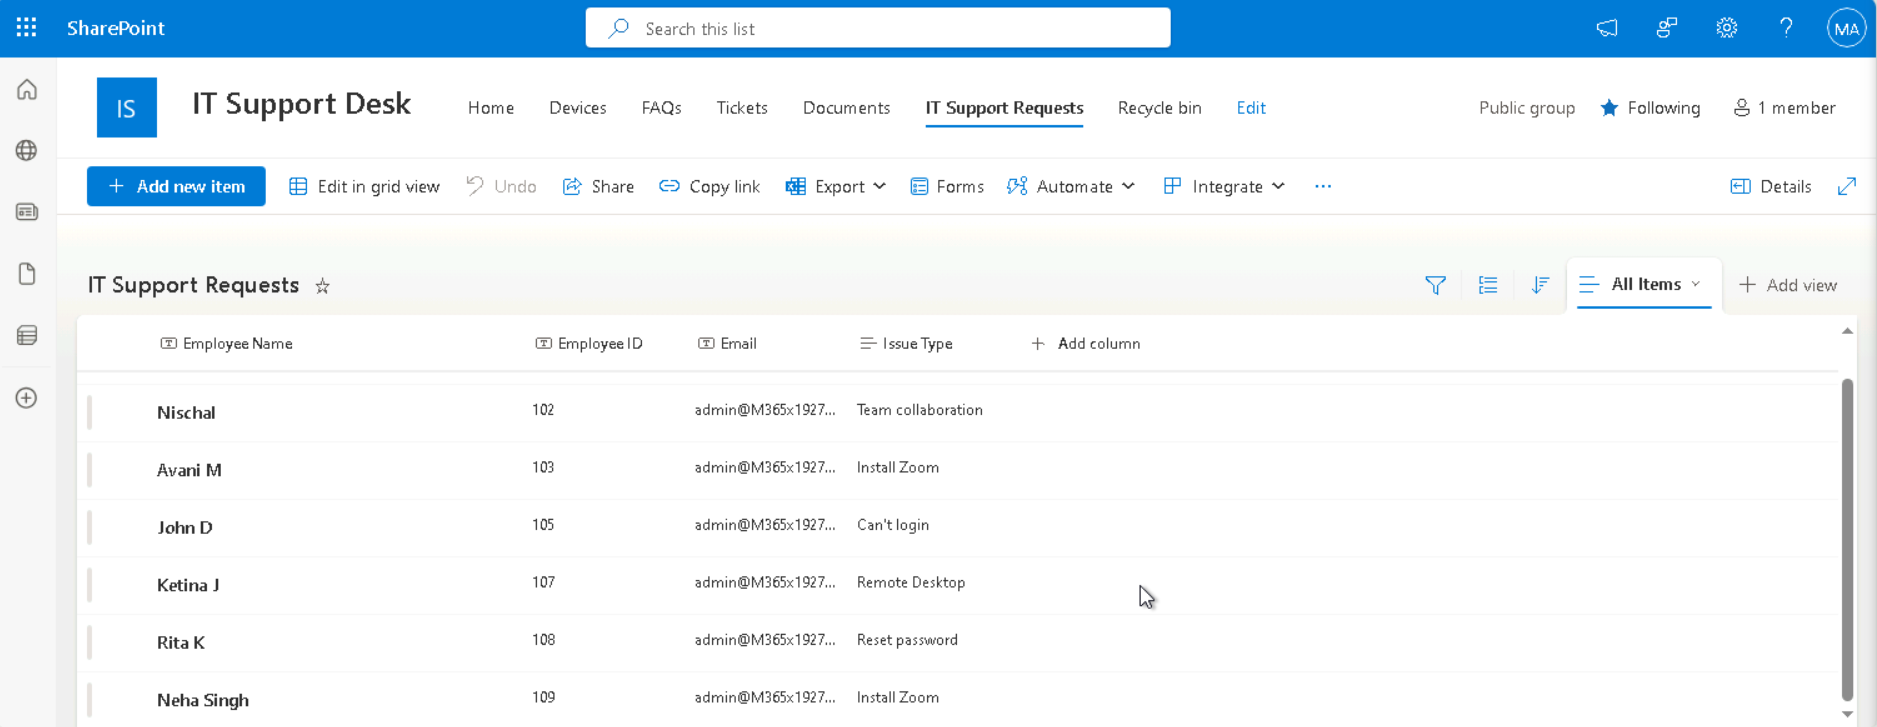 SharePoint
Search this list
MA
IS
IT Support Desk
Home Devices FAQs Tickets Documents IT Support Requests Recycle bin Edit
Public group Following 1 member
+ Add new item Edit in grid view Undo Share Copy link Export Forms Automate Integrate ... Details
IT Support Requests
All Items + Add view
Employee Name Employee ID Email Issue Type + Add column
Nischal 102 admin@M365x1927... Team collaboration
Avani M 103 admin@M365x1927... Install Zoom
John D 105 admin@M365x1927... Can't login
Ketina J 107 admin@M365x1927... Remote Desktop
Rita K 108 admin@M365x1927... Reset password
Neha Singh 109 admin@M365x1927... Install Zoom